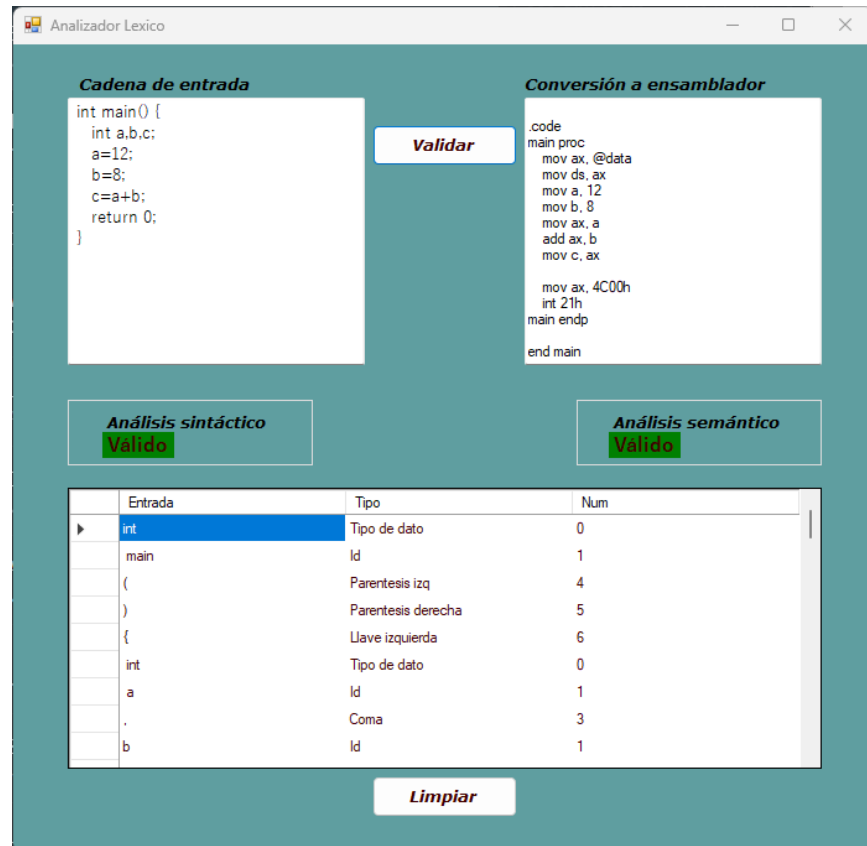 Analizador Lexico
Cadena de entrada
int main() {
int a,b,c;
a=12;
b=8;
c=a+b;
return 0;
}
Validar
Conversión a ensamblador
.code
main proc
mov ax, @data
mov ds, ax
mov a, 12
mov b, 8
mov ax, a
add ax, b
mov c, ax
mov ax, 4C00h
int 21h
main endp
end main
Análisis sintáctico
Válido
Análisis semántico
Válido
Entrada Tipo Num
int Tipo de dato 0
main Id 1
( Parentesis izq 4
) Parentesis derecha 5
{ Llave izquierda 6
int Tipo de dato 0
a Id 1
, Coma 3
b Id 1
Limpiar